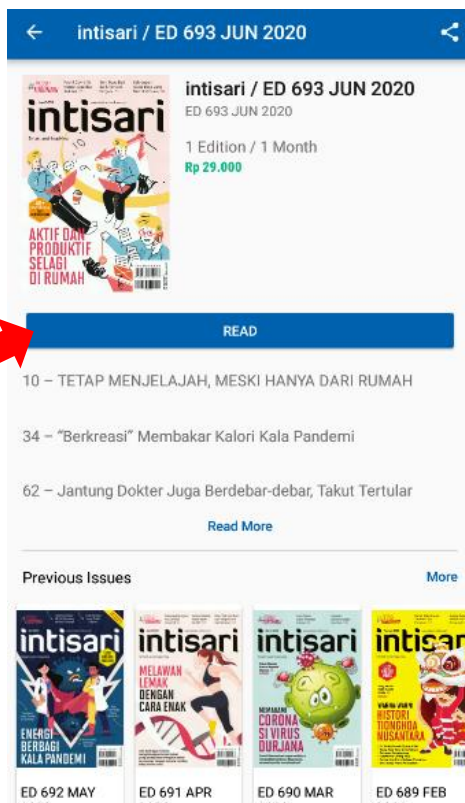 intisari / ED 693 JUN 2020
intisari
AKTIF DAN
PRODUKTIF
SELAGI
DI RUMAH
intisari / ED 693 JUN 2020
ED 693 JUN 2020
1 Edition / 1 Month
Rp 29.000
READ
10 – TETAP MENJELAJAH, MESKI HANYA DARI RUMAH
34 – “Berkreasi” Membakar Kalori Kala Pandemi
62 – Jantung Dokter Juga Berdebar-debar, Takut Tertular
Read More
Previous Issues
More
intisari
ENERGI
BERBAGI
KALA PANDEMI
intisari
MELAWAN
LEMAK
DENGAN
CARA ENAK
intisari
CORONA
SI VIRUS
DURJANA
intisar
HISTORI
TIONGHOA
NUSANTARA
ED 692 MAY
ED 691 APR
ED 690 MAR
ED 689 FEB